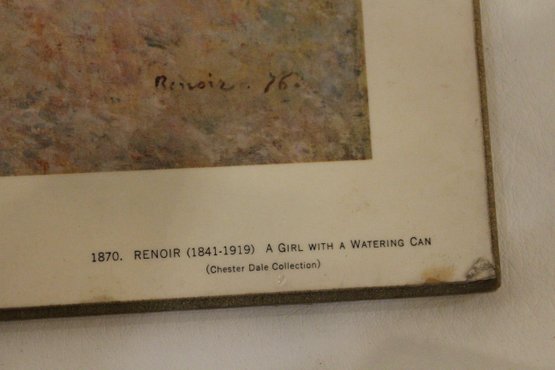 Renoir. 76.
1870. RENOIR (1841-1919) A GIRL WITH A WATERING CAN
(Chester Dale Collection)